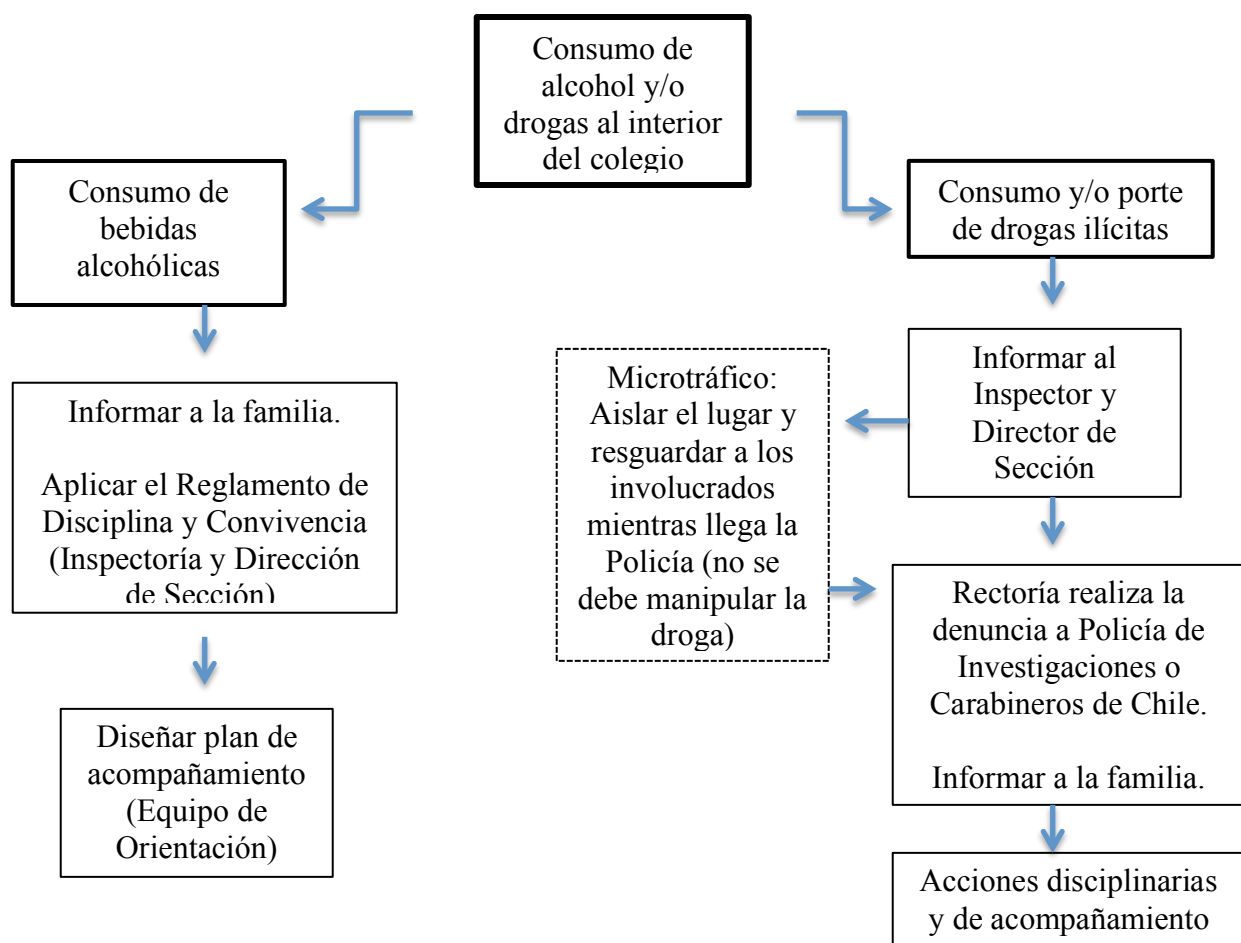 Consumo de
alcohol y/o
drogas al interior
del colegio
Consumo de
bebidas
alcohólicas
Consumo y/o porte
de drogas ilícitas
Informar a la familia.
Aplicar el Reglamento de
Disciplina y Convivencia
(Inspectoría y Dirección
de Sección)
Microtráfico:
Aislar el lugar y
resguardar a los
involucrados
mientras llega la
Policía (no se
debe manipular la
droga)
Informar al
Inspector y
Director de
Sección
Rectoría realiza la
denuncia a Policía de
Investigaciones o
Carabineros de Chile.
Informar a la familia.
Diseñar plan de
acompañamiento
(Equipo de
Orientación)
Acciones disciplinarias
y de acompañamiento